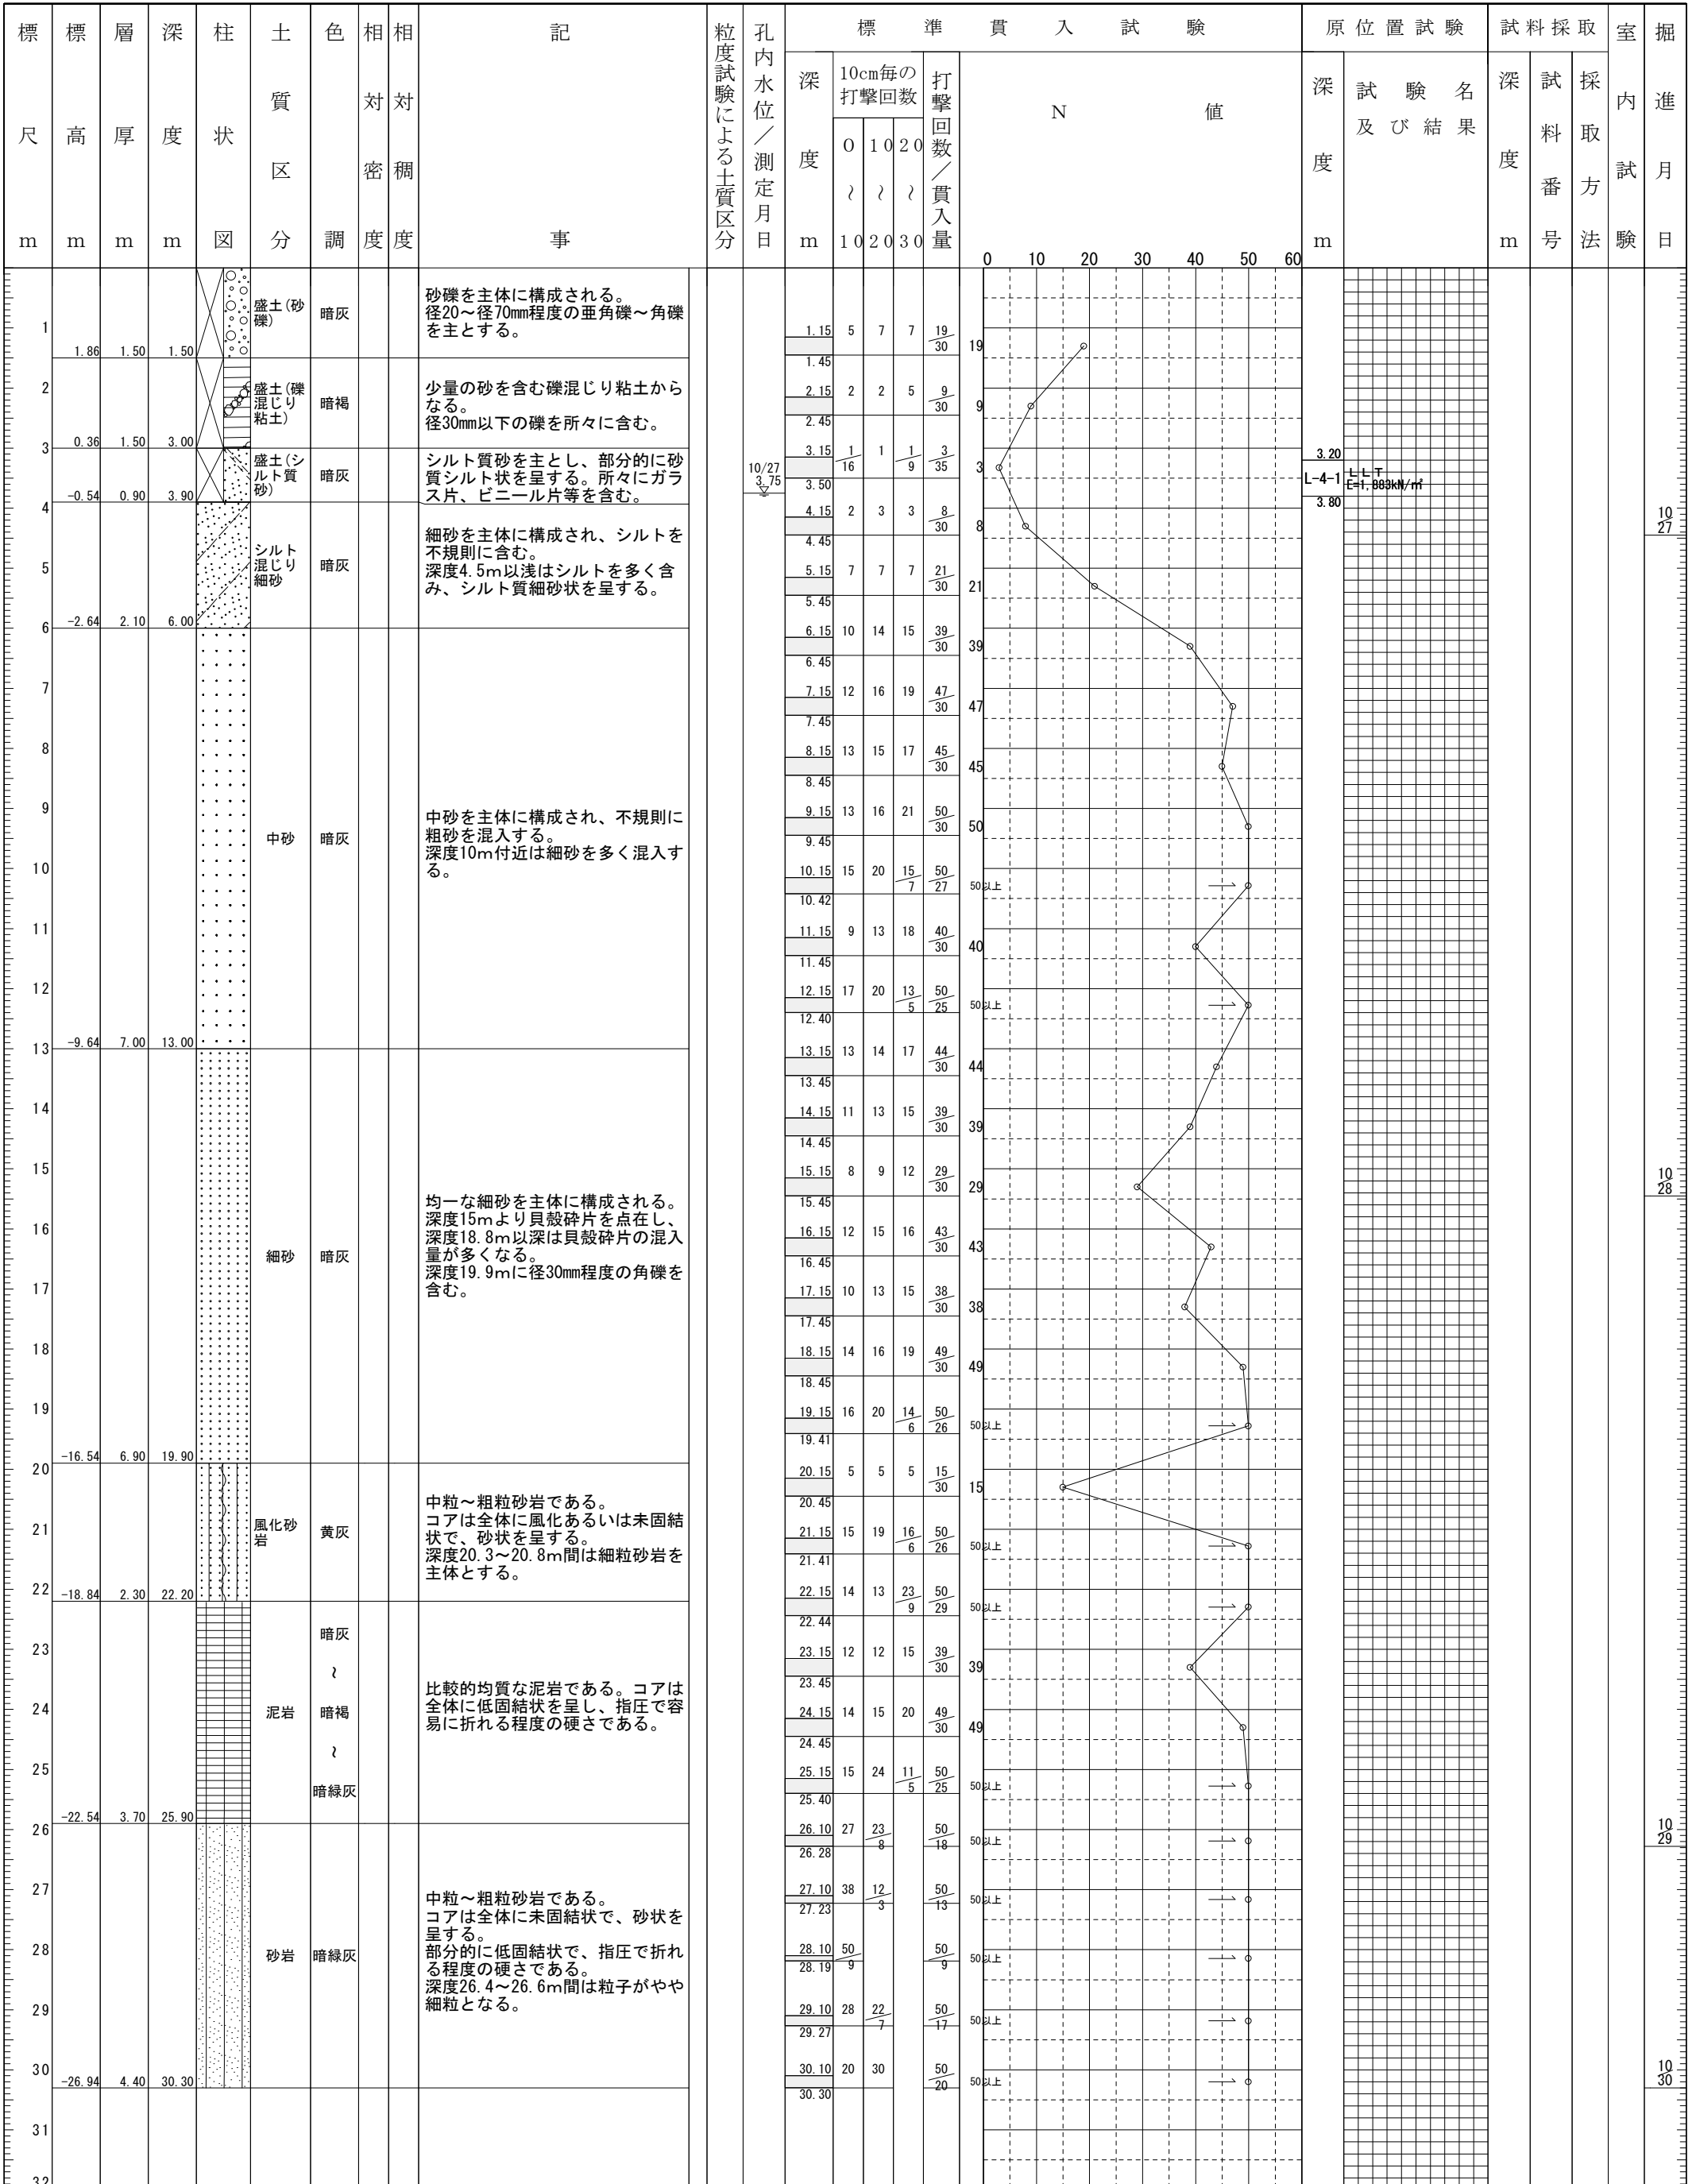 標尺 m
標高 m
層厚 m
深度 m
柱状図
土質区分
色調
相対密度
相対稠度
記事
粒度試験による土質区分
孔内水位／測定月日
標準貫入試験
深度 m
10cm毎の
打撃回数
0 ～ 10
10 ～ 20
20 ～ 30
打撃回数／貫入量
N 値
0 10 20 30 40 50 60
原位置試験
深度 m
試験名
及び結果
試料採取
深度 m
試料番号
採取方法
室内試験
掘進月日
1.86 1.50 1.50
盛土(砂
礫)
暗灰
砂礫を主体に構成される。
径20～径70mm程度の亜角礫～角礫
を主とする。
0.36 1.50 3.00
盛土(礫
混じり
粘土)
暗褐
少量の砂を含む礫混じり粘土から
なる。
径30mm以下の礫を所々に含む。
-0.54 0.90 3.90
盛土(シ
ルト質
砂)
暗灰
シルト質砂を主とし、部分的に砂
質シルト状を呈する。所々にガラ
ス片、ビニール片等を含む。
-2.64 2.10 6.00
シルト
混じり
細砂
暗灰
細砂を主体に構成され、シルトを
不規則に含む。
深度4.5m以浅はシルトを多く含
み、シルト質細砂状を呈する。
-9.64 7.00 13.00
中砂
暗灰
中砂を主体に構成され、不規則に
粗砂を混入する。
深度10m付近は細砂を多く混入す
る。
-16.54 6.90 19.90
細砂
暗灰
均一な細砂を主体に構成される。
深度15mより貝殻砕片を点在し、
深度18.8m以深は貝殻砕片の混入
量が多くなる。
深度19.9mに径30mm程度の角礫を
含む。
-18.84 2.30 22.20
風化砂
岩
黄灰
中粒～粗粒砂岩である。
コアは全体に風化あるいは未固結
状で、砂状を呈する。
深度20.3～20.8m間は細粒砂岩を
主体とする。
-22.54 3.70 25.90
泥岩
暗灰
～
暗褐
～
暗緑灰
比較的均質な泥岩である。コアは
全体に低固結状を呈し、指圧で容
易に折れる程度の硬さである。
-26.94 4.40 30.30
砂岩
暗緑灰
中粒～粗粒砂岩である。
コアは全体に未固結状で、砂状を
呈する。
部分的に低固結状で、指圧で折れ
る程度の硬さである。
深度26.4～26.6m間は粒子がやや
細粒となる。
1 2 3 4 5 6 7 8 9 10 11 12 13 14 15 16 17 18 19 20 21 22 23 24 25 26 27 28 29 30 31 32
10/27
3.75
1.15 5 7 7 19/30 19
1.45
2.15 2 2 5 9/30 9
2.45
3.15 1/16 1 1/9 3/35 3
3.50
4.15 2 3 3 8/30 8
4.45
5.15 7 7 7 21/30 21
5.45
6.15 10 14 15 39/30 39
6.45
7.15 12 16 19 47/30 47
7.45
8.15 13 15 17 45/30 45
8.45
9.15 13 16 21 50/30 50
9.45
10.15 15 20 15/7 50/27 50以上
10.42
11.15 9 13 18 40/30 40
11.45
12.15 17 20 13/5 50/25 50以上
12.40
13.15 13 14 17 44/30 44
13.45
14.15 11 13 15 39/30 39
14.45
15.15 8 9 12 29/30 29
15.45
16.15 12 15 16 43/30 43
16.45
17.15 10 13 15 38/30 38
17.45
18.15 14 16 19 49/30 49
18.45
19.15 16 20 14/6 50/26 50以上
19.41
20.15 5 5 5 15/30 15
20.45
21.15 15 19 16/6 50/26 50以上
21.41
22.15 14 13 23/9 50/29 50以上
22.44
23.15 12 12 15 39/30 39
23.45
24.15 14 15 20 49/30 49
24.45
25.15 15 24 11/5 50/25 50以上
25.40
26.10 27 23/8 50/18 50以上
26.28
27.10 38 12/3 50/13 50以上
27.23
28.10 50/9 50/9 50以上
28.19
29.10 28 22/7 50/17 50以上
29.27
30.10 20 30 50/20 50以上
30.30
3.20
L-4-1
3.80
LLT
E=1,883kN/㎡
10/27
10/28
10/29
10/30